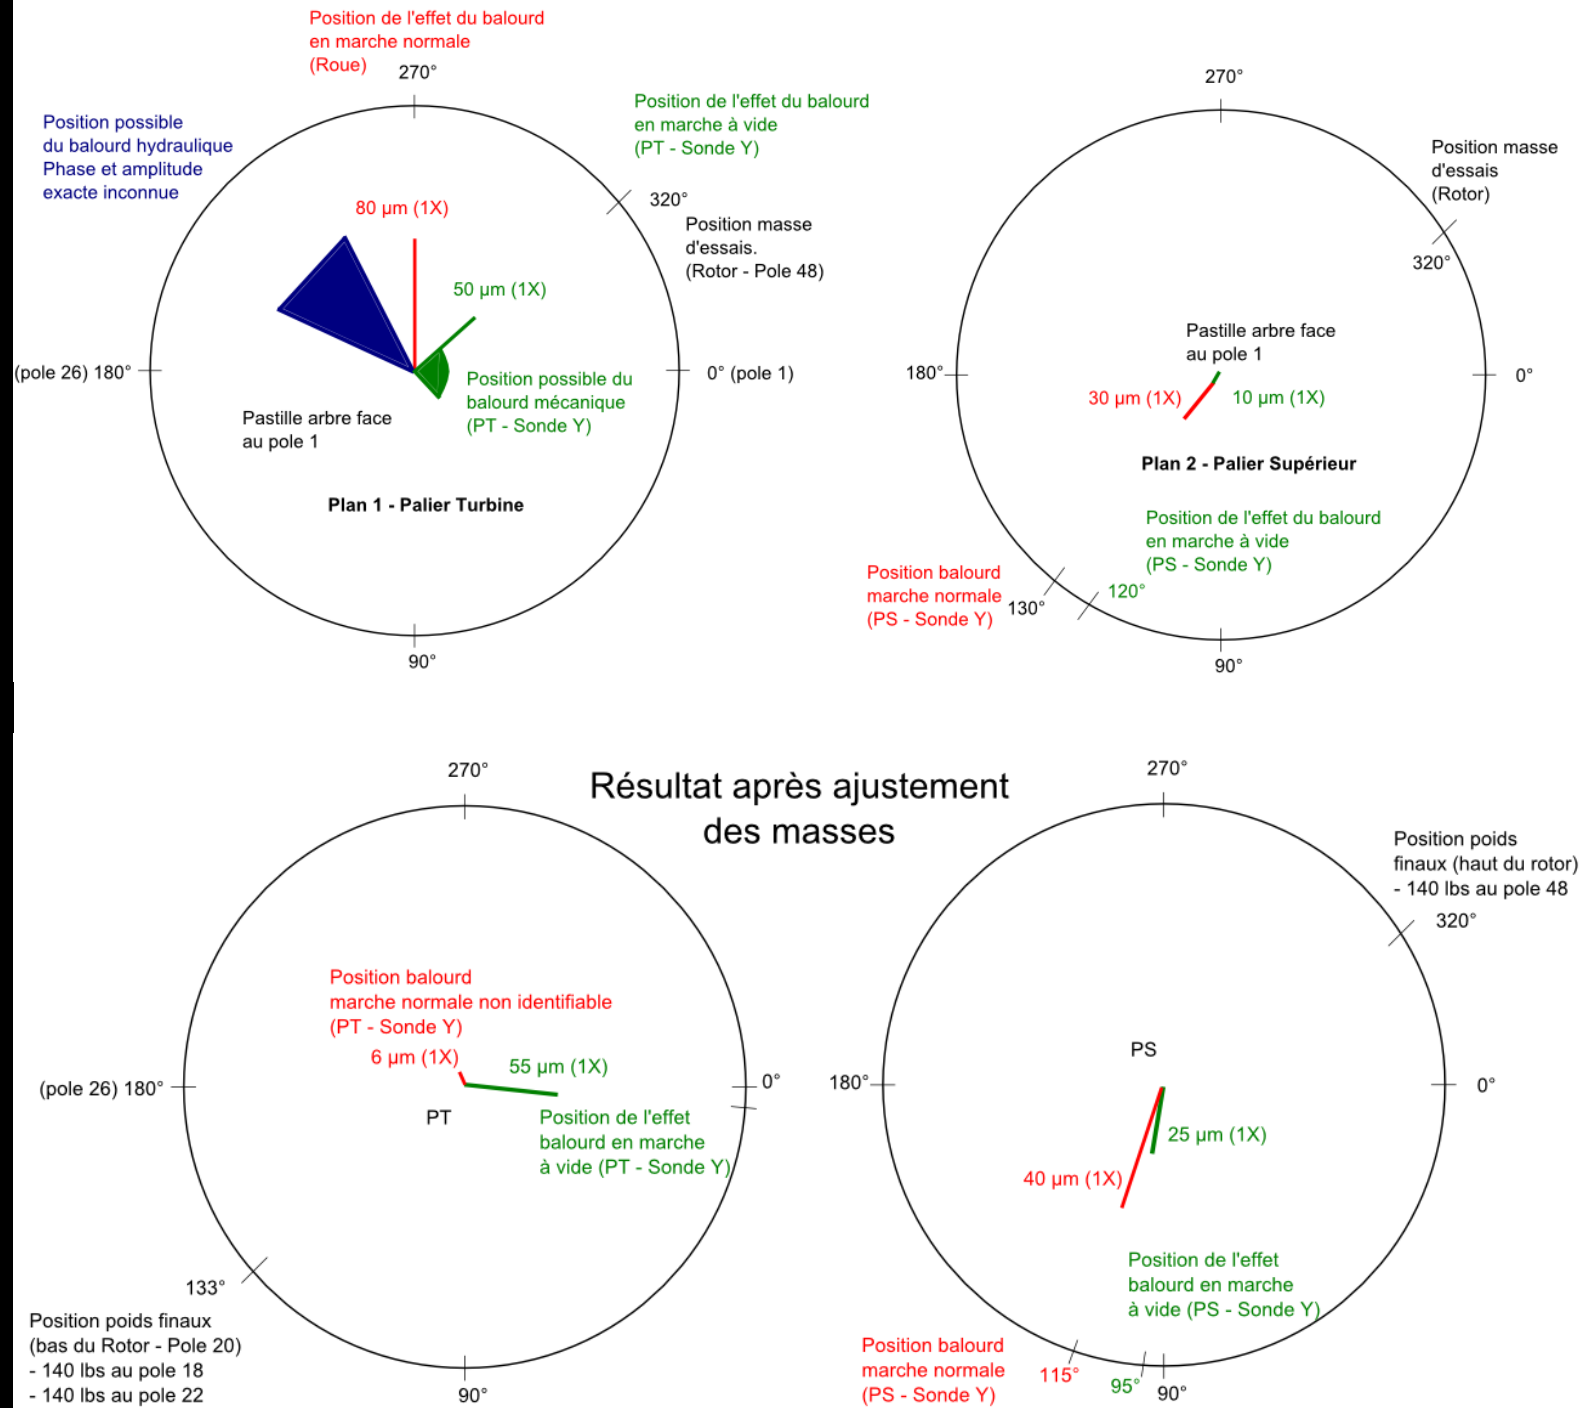 Position de l'effet du balourd
en marche normale
(Roue)
270°
Position possible
du balourd hydraulique
Phase et amplitude
exacte inconnue
Position de l'effet du balourd
en marche à vide
(PT - Sonde Y)
80 µm (1X)
320°
Position masse
d'essais.
(Rotor - Pole 48)
50 µm (1X)
(pole 26) 180°
0° (pole 1)
Position possible du
balourd mécanique
(PT - Sonde Y)
Pastille arbre face
au pole 1
Plan 1 - Palier Turbine
90°
270°
Position masse
d'essais
(Rotor)
320°
Pastille arbre face
au pole 1
180°
0°
30 µm (1X)
10 µm (1X)
Plan 2 - Palier Supérieur
Position de l'effet du balourd
en marche à vide
(PS - Sonde Y)
Position balourd
marche normale
(PS - Sonde Y)
130°
120°
90°
Résultat après ajustement
des masses
270°
Position balourd
marche normale non identifiable
(PT - Sonde Y)
6 µm (1X)
55 µm (1X)
(pole 26) 180°
0°
PT
Position de l'effet
balourd en marche
à vide (PT - Sonde Y)
133°
Position poids finaux
(bas du Rotor - Pole 20)
- 140 lbs au pole 18
- 140 lbs au pole 22
90°
270°
Position poids
finaux (haut du rotor)
- 140 lbs au pole 48
320°
PS
180°
0°
25 µm (1X)
40 µm (1X)
Position de l'effet
balourd en marche
à vide (PS - Sonde Y)
Position balourd
marche normale
(PS - Sonde Y)
115°
95°
90°